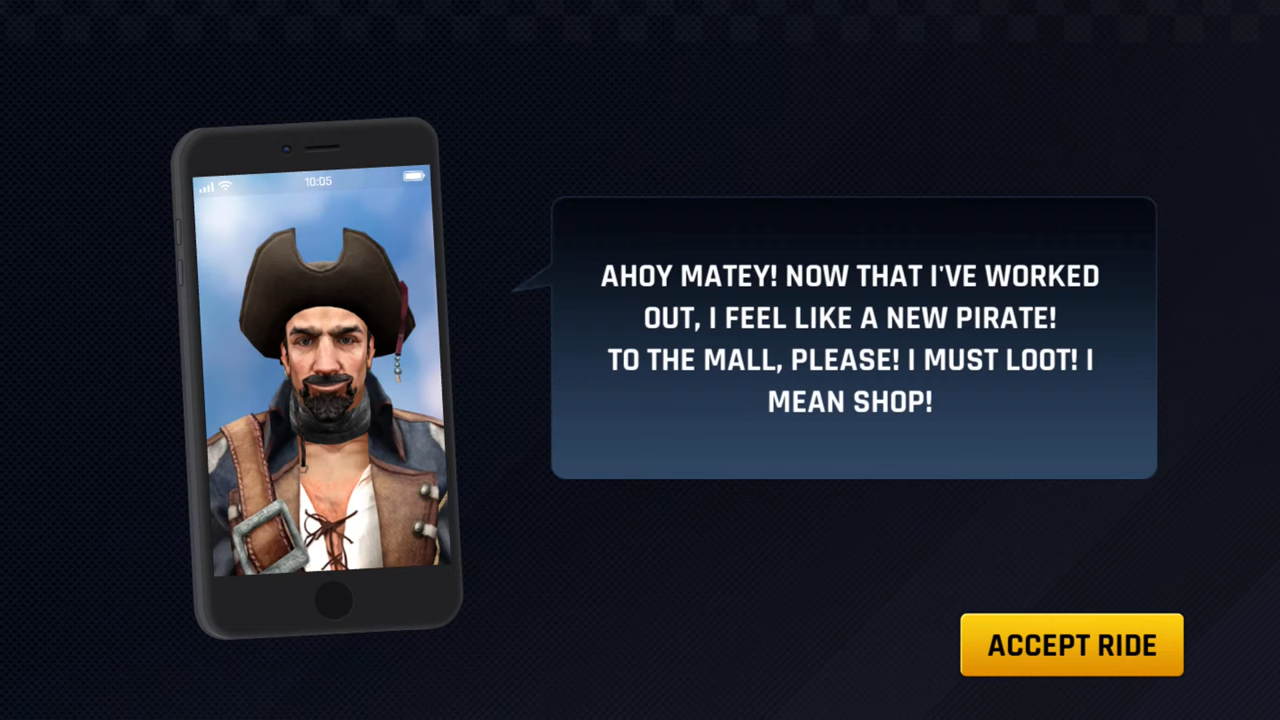 10:05
AHOY MATEY! NOW THAT I'VE WORKED
OUT, I FEEL LIKE A NEW PIRATE!
TO THE MALL, PLEASE! I MUST LOOT! I
MEAN SHOP!
ACCEPT RIDE